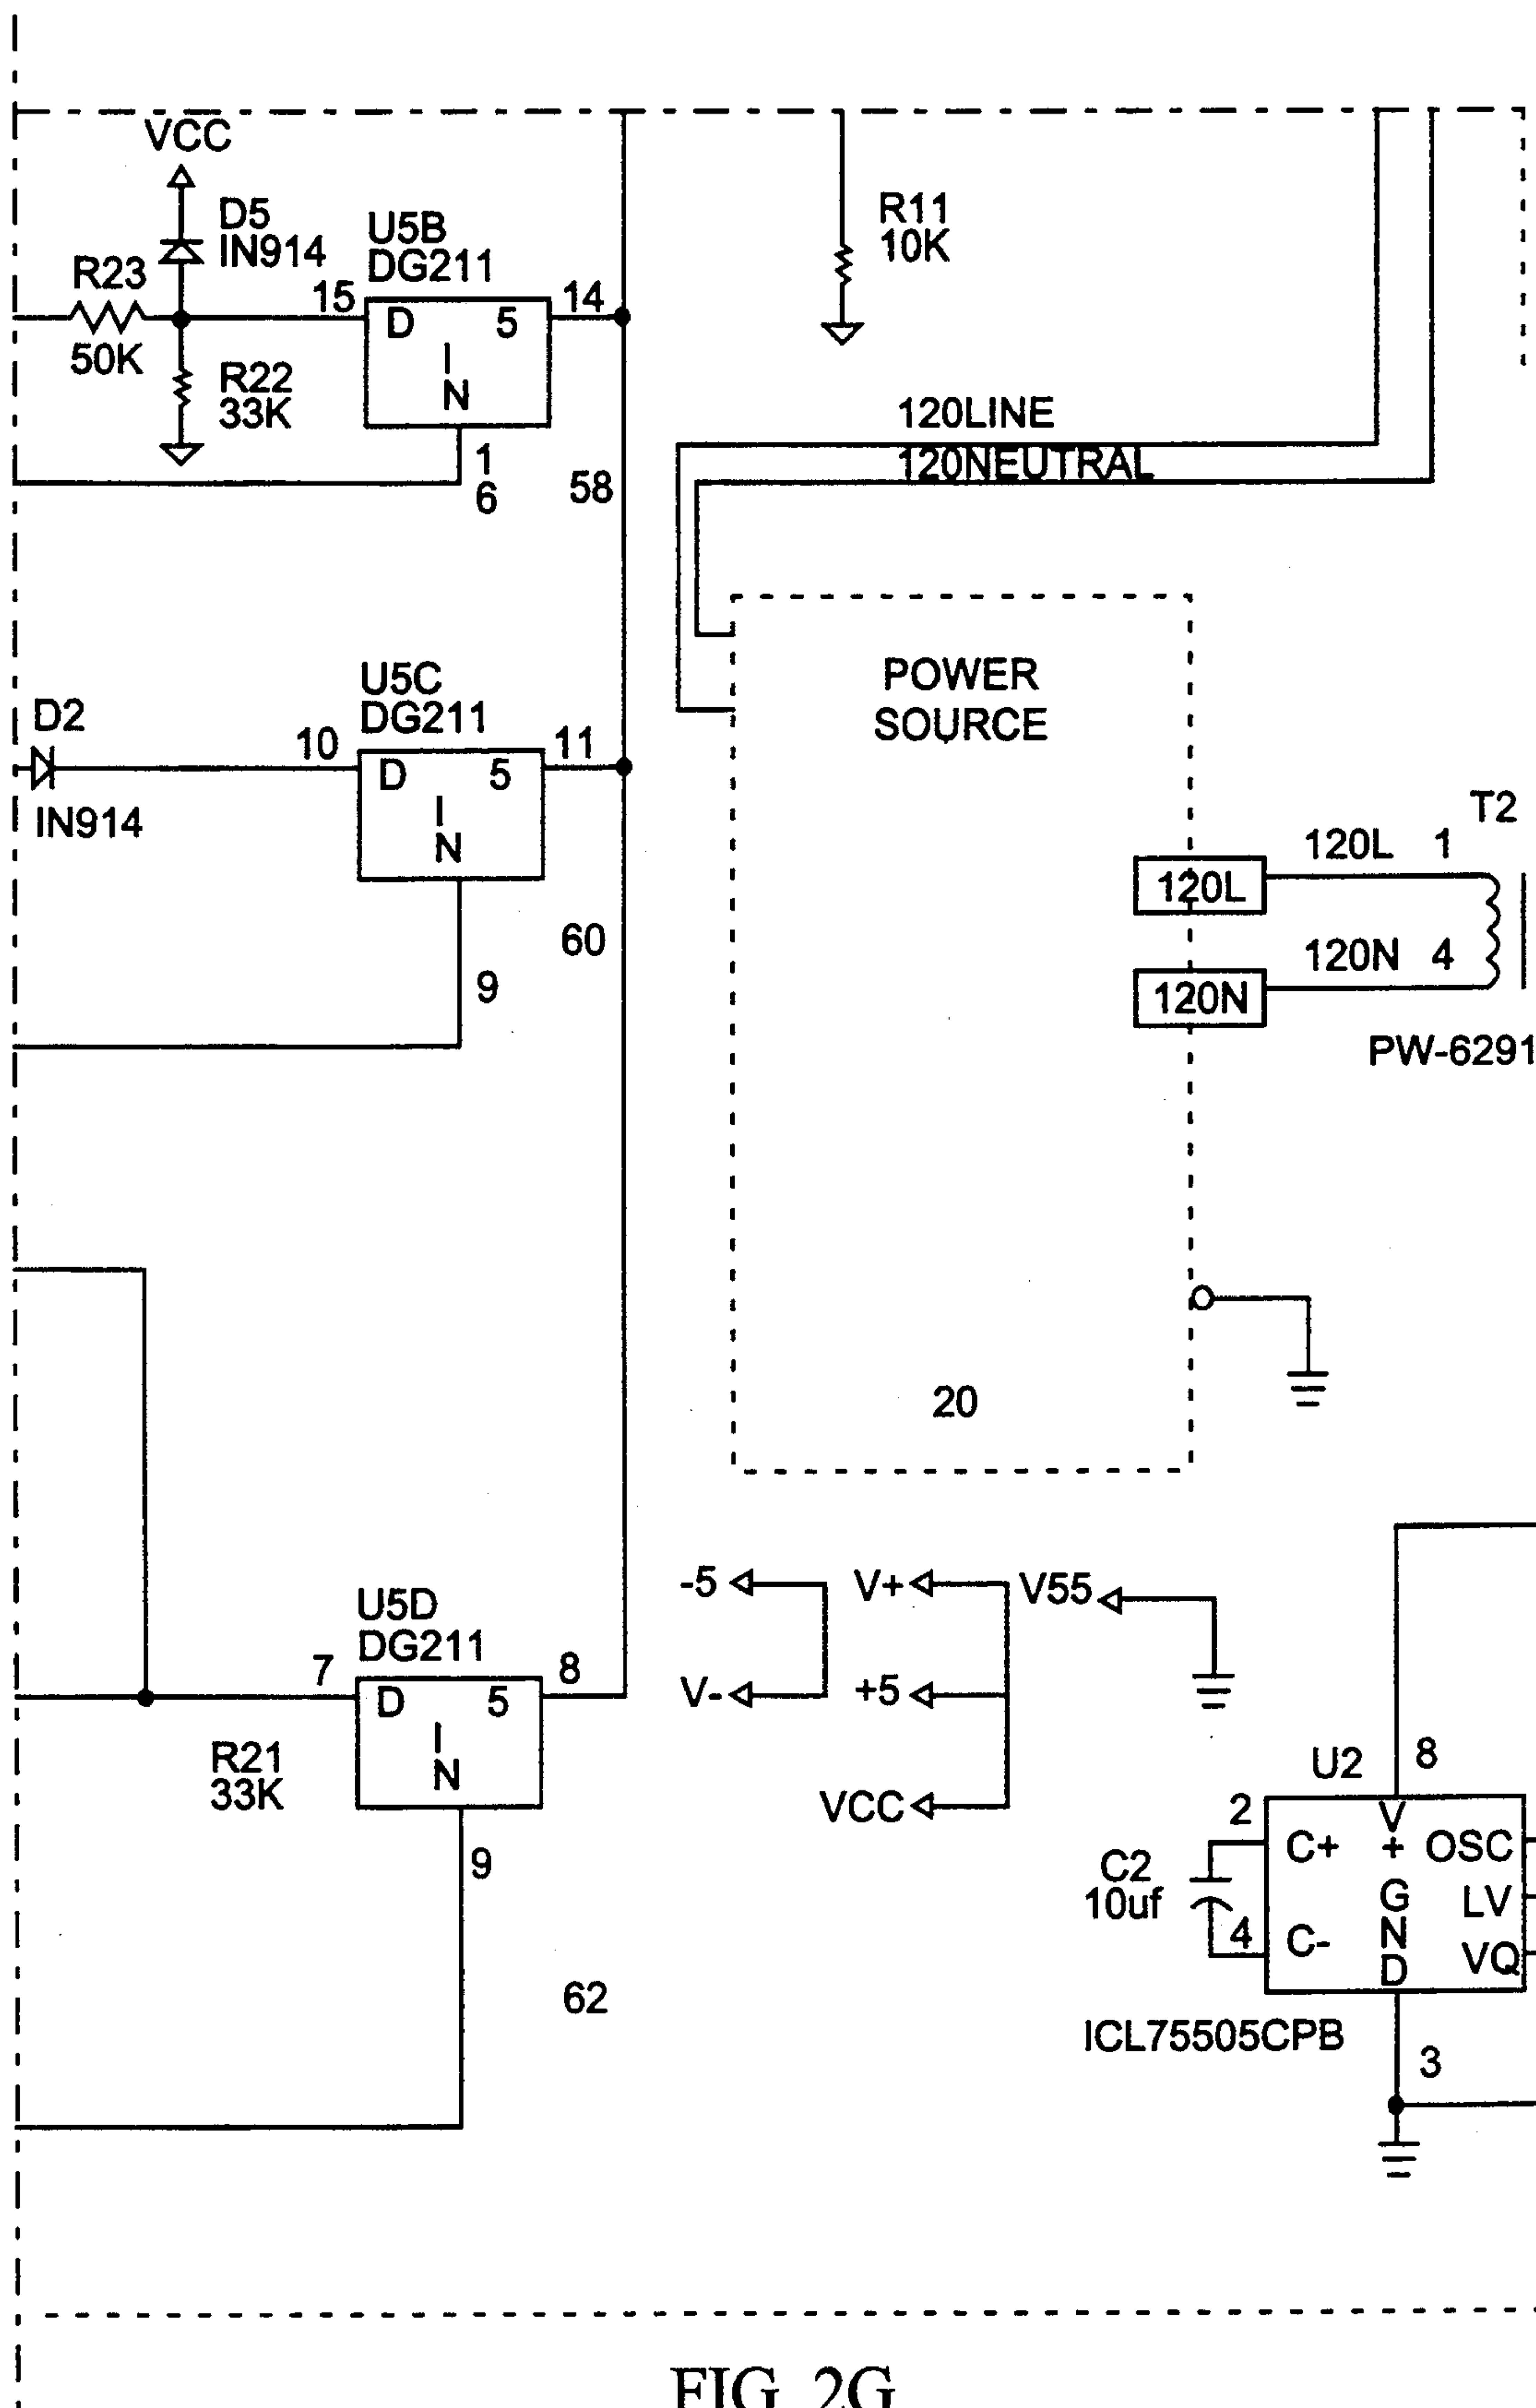 VCC
D5
IN914
R23
50K
R22
33K
U5B
DG211
15
D 5
I
N
14
1
6
58
R11
10K
120LINE
120NEUTRAL
POWER
SOURCE
D2
IN914
U5C
DG211
10
D 5
I
N
11
9
60
120L
120L 1
T2
120N
120N 4
PW-6291
20
U5D
DG211
7
D 5
I
N
8
R21
33K
9
62
-5
V-
V+
+5
VCC
V55
U2
8
2
C+
V
+
OSC
C2
10uf
G
N
D
LV
4
C-
VQ
ICL75505CPB
3
FIG. 2G